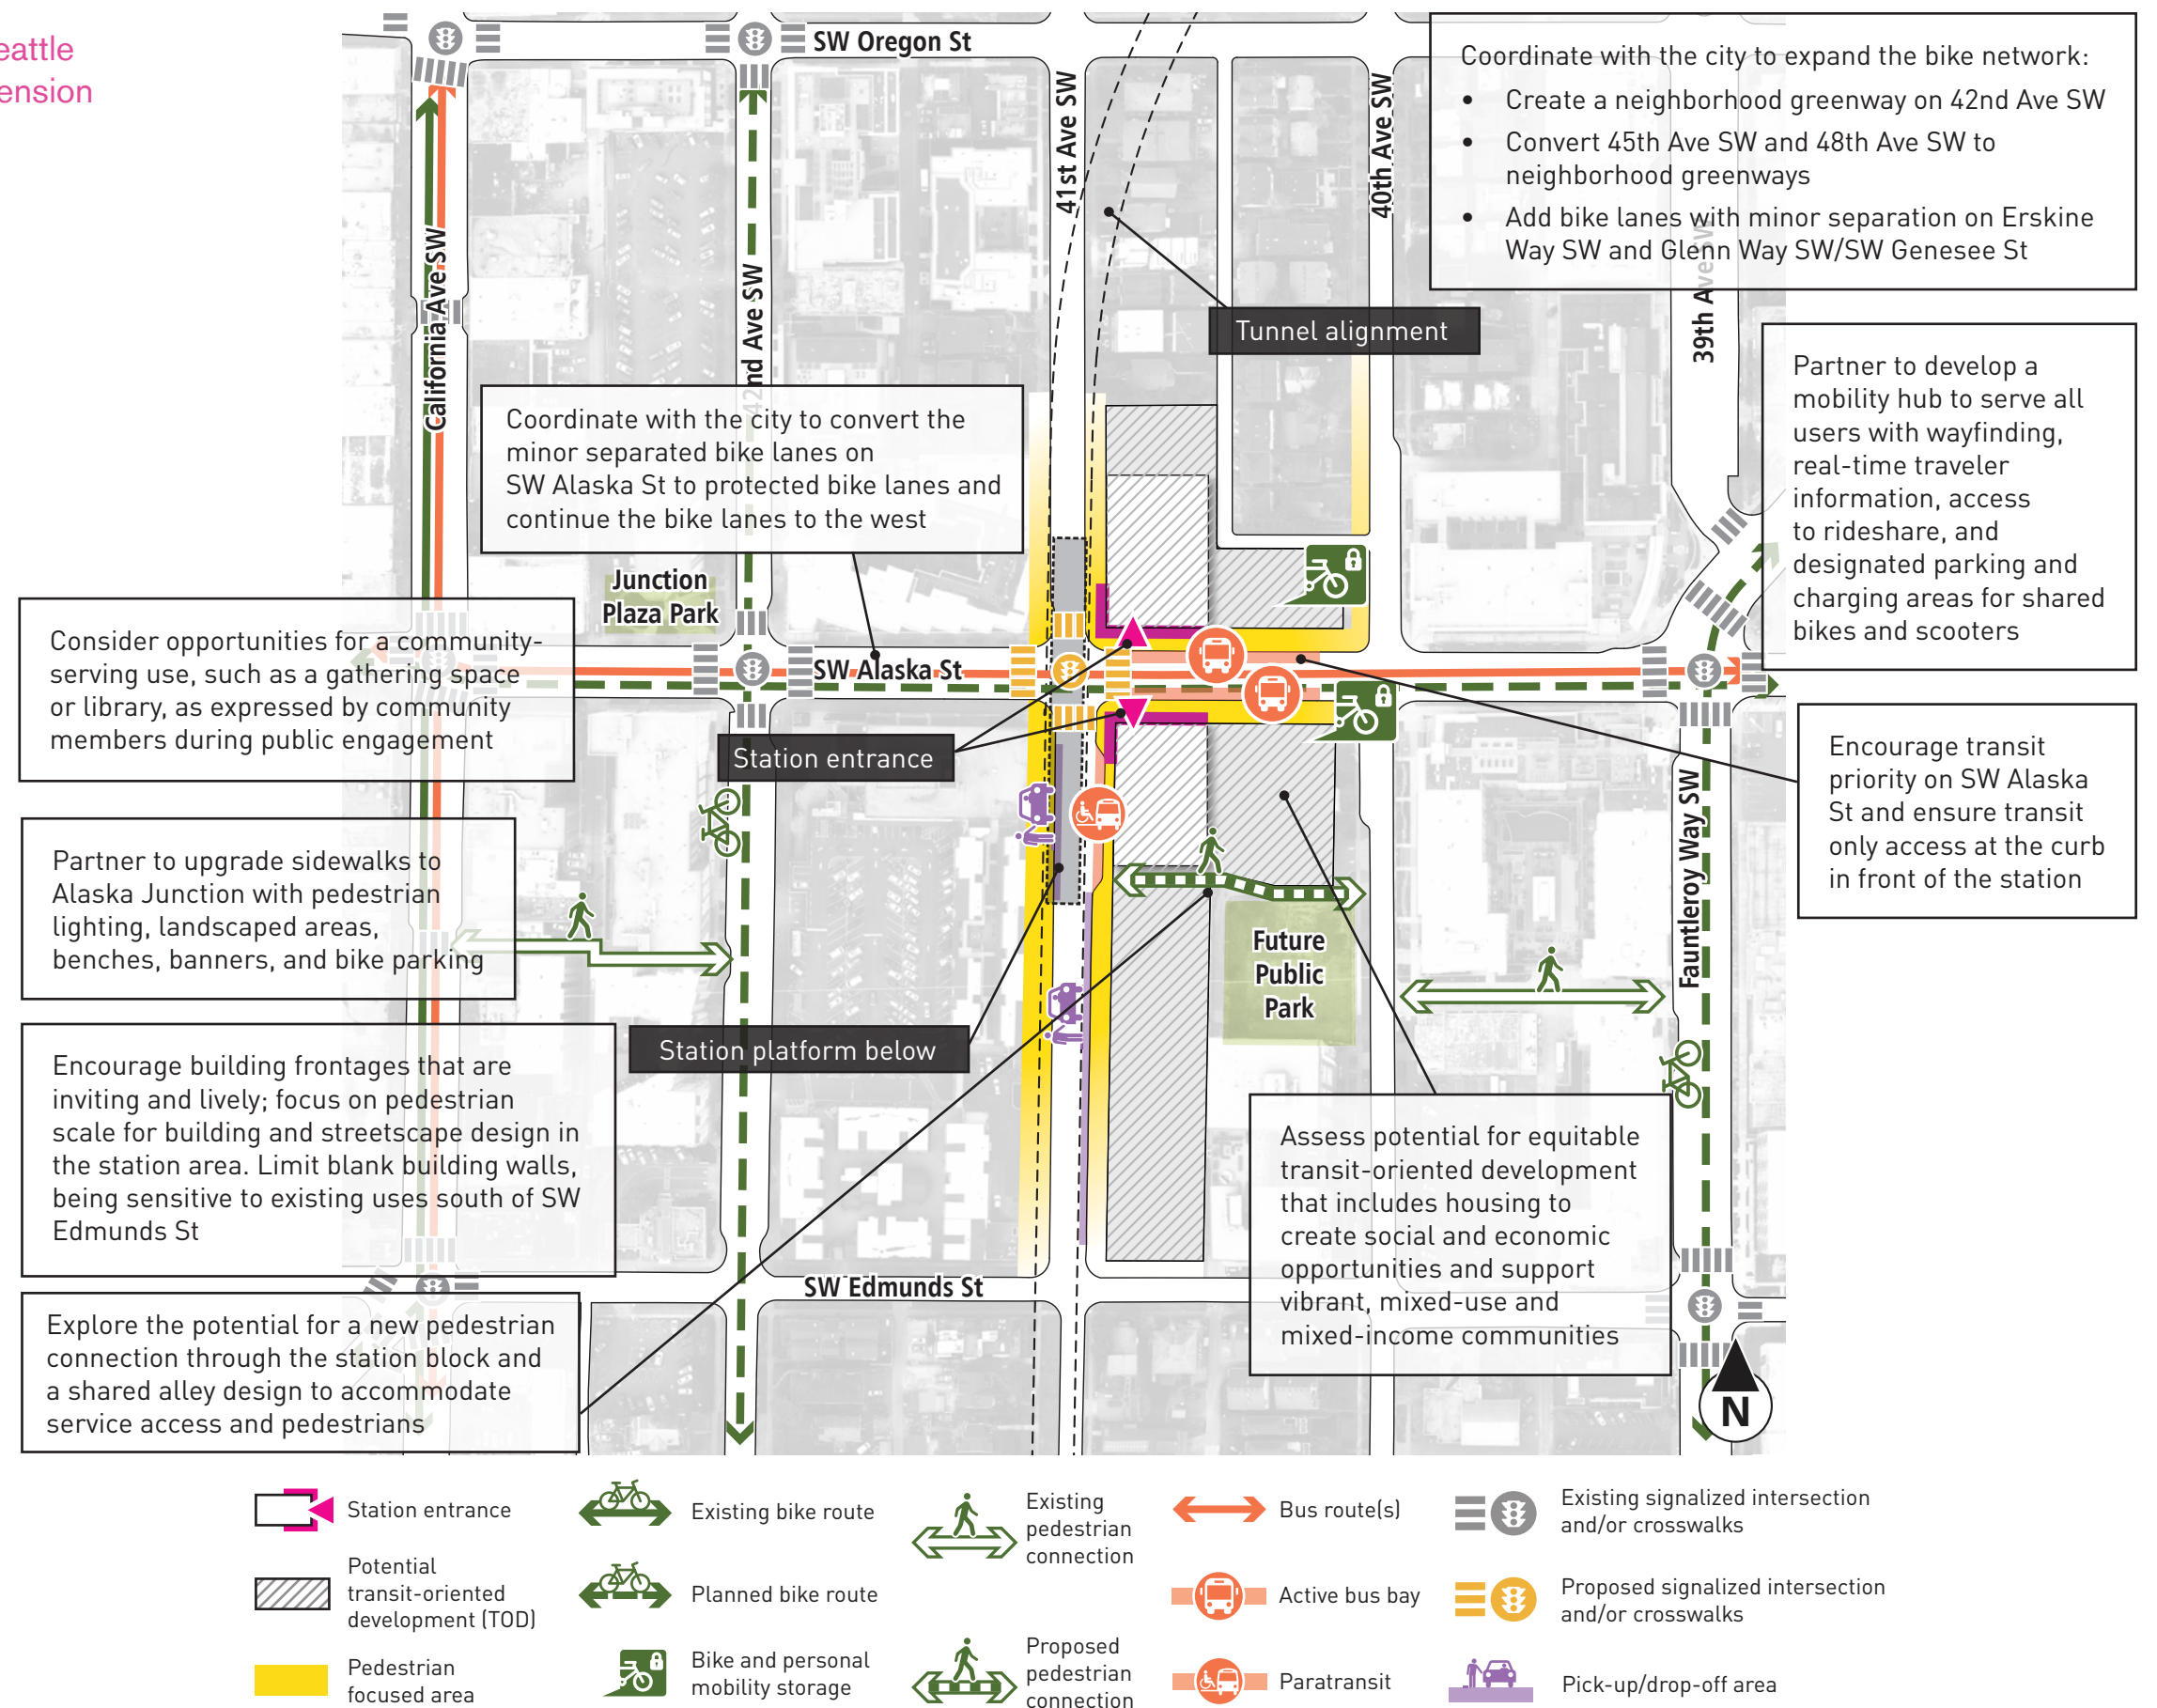 eattle
ension
SW Oregon St
41st Ave SW
40th Ave SW
39th Ave SW
California Ave SW
42nd Ave SW
Coordinate with the city to expand the bike network:
• Create a neighborhood greenway on 42nd Ave SW
• Convert 45th Ave SW and 48th Ave SW to
neighborhood greenways
• Add bike lanes with minor separation on Erskine
Way SW and Glenn Way SW/SW Genesee St
Tunnel alignment
Partner to develop a
mobility hub to serve all
users with wayfinding,
real-time traveler
information, access
to rideshare, and
designated parking and
charging areas for shared
bikes and scooters
Coordinate with the city to convert the
minor separated bike lanes on
SW Alaska St to protected bike lanes and
continue the bike lanes to the west
Junction
Plaza Park
Consider opportunities for a community-
serving use, such as a gathering space
or library, as expressed by community
members during public engagement
SW Alaska St
Station entrance
Encourage transit
priority on SW Alaska
St and ensure transit
only access at the curb
in front of the station
Fauntleroy Way SW
Partner to upgrade sidewalks to
Alaska Junction with pedestrian
lighting, landscaped areas,
benches, banners, and bike parking
Future
Public
Park
Station platform below
Encourage building frontages that are
inviting and lively; focus on pedestrian
scale for building and streetscape design in
the station area. Limit blank building walls,
being sensitive to existing uses south of SW
Edmunds St
Assess potential for equitable
transit-oriented development
that includes housing to
create social and economic
opportunities and support
vibrant, mixed-use and
mixed-income communities
SW Edmunds St
Explore the potential for a new pedestrian
connection through the station block and
a shared alley design to accommodate
service access and pedestrians
N
Station entrance
Potential
transit-oriented
development (TOD)
Pedestrian
focused area
Existing bike route
Planned bike route
Bike and personal
mobility storage
Existing
pedestrian
connection
Proposed
pedestrian
connection
Bus route(s)
Active bus bay
Paratransit
Existing signalized intersection
and/or crosswalks
Proposed signalized intersection
and/or crosswalks
Pick-up/drop-off area